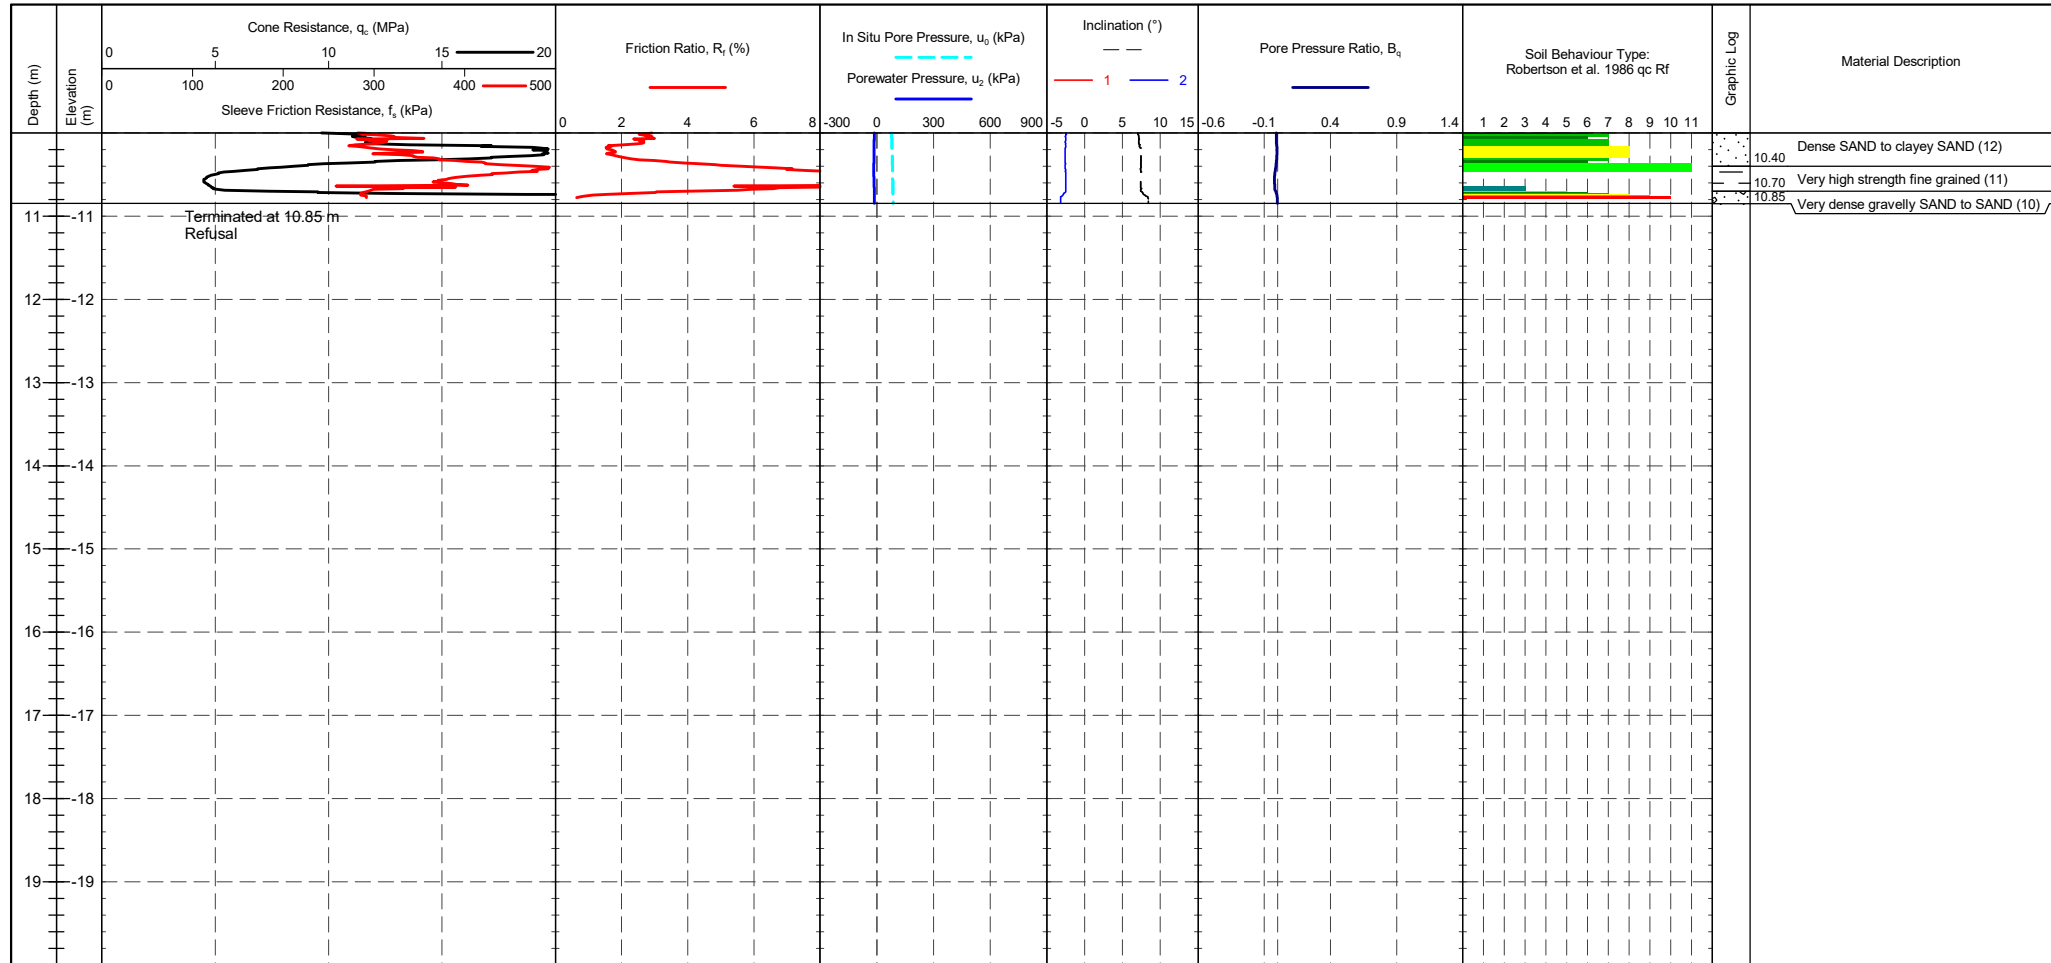 Depth (m)
Elevation
(m)
Cone Resistance, qc (MPa)
0 5 10 15 20
100 200 300 400 500
Sleeve Friction Resistance, fs (kPa)
Friction Ratio, Rf (%)
0 2 4 6 8
In Situ Pore Pressure, u0 (kPa)
Porewater Pressure, u2 (kPa)
-300 0 300 600 900
Inclination (°)
1 2
-5 0 5 10 15
Pore Pressure Ratio, Bq
-0.6 -0.1 0.4 0.9 1.4
Soil Behaviour Type:
Robertson et al. 1986 qc Rf
1 2 3 4 5 6 7 8 9 10 11
Graphic Log
Material Description
Dense SAND to clayey SAND (12)
10.40
Very high strength fine grained (11)
10.70
10.85
Very dense gravelly SAND to SAND (10)
Terminated at 10.85 m
Refusal
11 -11
12 -12
13 -13
14 -14
15 -15
16 -16
17 -17
18 -18
19 -19